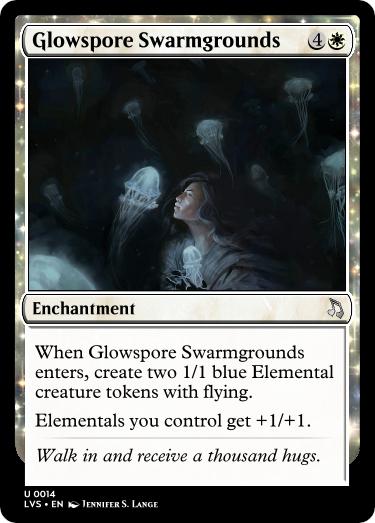 Glowspore Swarmgrounds 4
Enchantment
When Glowspore Swarmgrounds
enters, create two 1/1 blue Elemental
creature tokens with flying.
Elementals you control get +1/+1.
Walk in and receive a thousand hugs.
U 0014
LVS • EN Jennifer S. Lange